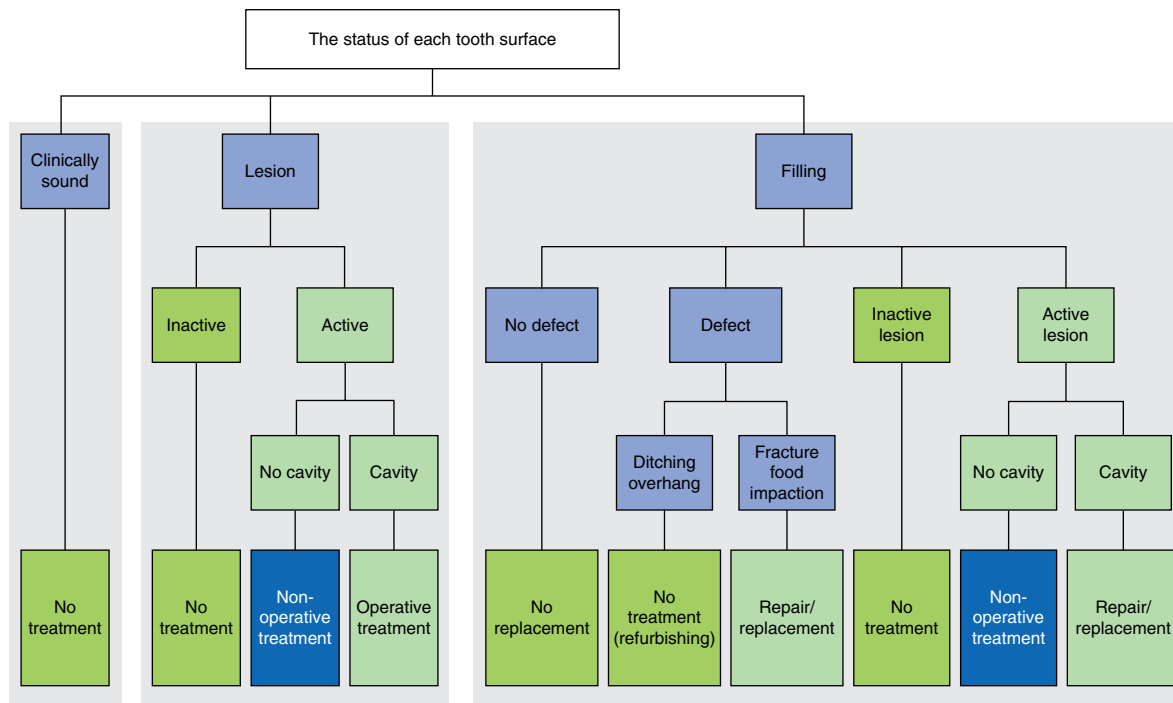 The status of each tooth surface
Clinically
sound
Lesion
Filling
Inactive
Active
No defect
Defect
Inactive
lesion
Active
lesion
No cavity
Cavity
Ditching
overhang
Fracture
food
impaction
No cavity
Cavity
No
treatment
No
treatment
Non-
operative
treatment
Operative
treatment
No
replacement
No
treatment
(refurbishing)
Repair/
replacement
No
treatment
Non-
operative
treatment
Repair/
replacement